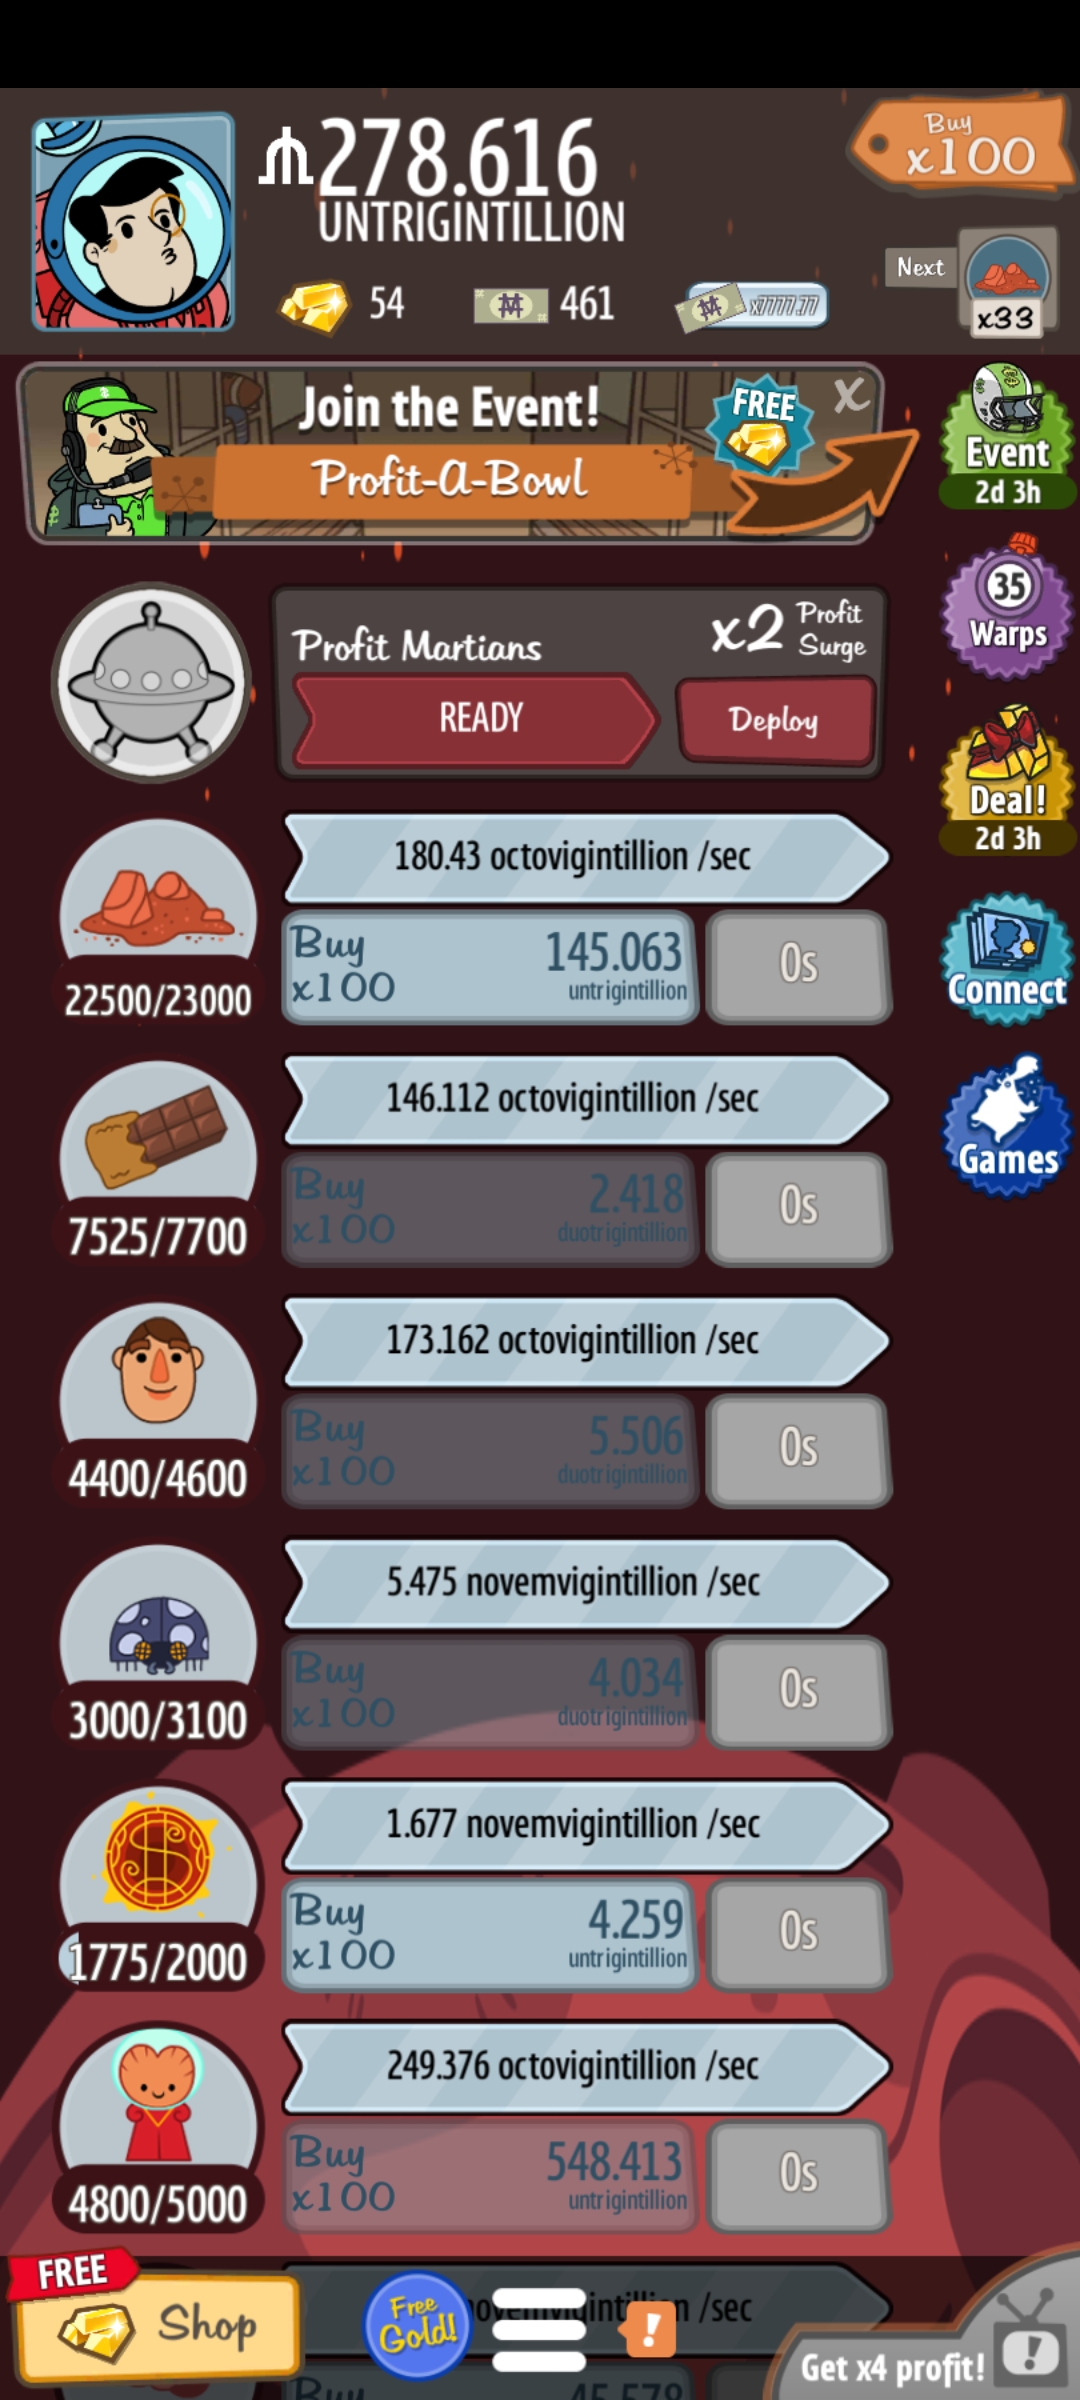 278.616
UNTRIGINTILLION
54
461
x7777.77
Buy
x100
Next
x33
Join the Event!
Profit-A-Bowl
FREE
X
Event
2d 3h
35
Warps
Deal!
2d 3h
Connect
Games
Profit Martians
x2 Profit Surge
READY
Deploy
180.43 octovigintillion /sec
Buy x100
145.063
untrigintillion
0s
22500/23000
146.112 octovigintillion /sec
Buy x100
2.418
duotrigintillion
0s
7525/7700
173.162 octovigintillion /sec
Buy x100
5.506
duotrigintillion
0s
4400/4600
5.475 novemvigintillion /sec
Buy x100
4.034
duotrigintillion
0s
3000/3100
1.677 novemvigintillion /sec
Buy x100
4.259
untrigintillion
0s
1775/2000
249.376 octovigintillion /sec
Buy x100
548.413
untrigintillion
0s
4800/5000
/sec
Buy
FREE
Shop
Free
Gold!
!
Get x4 profit!
!